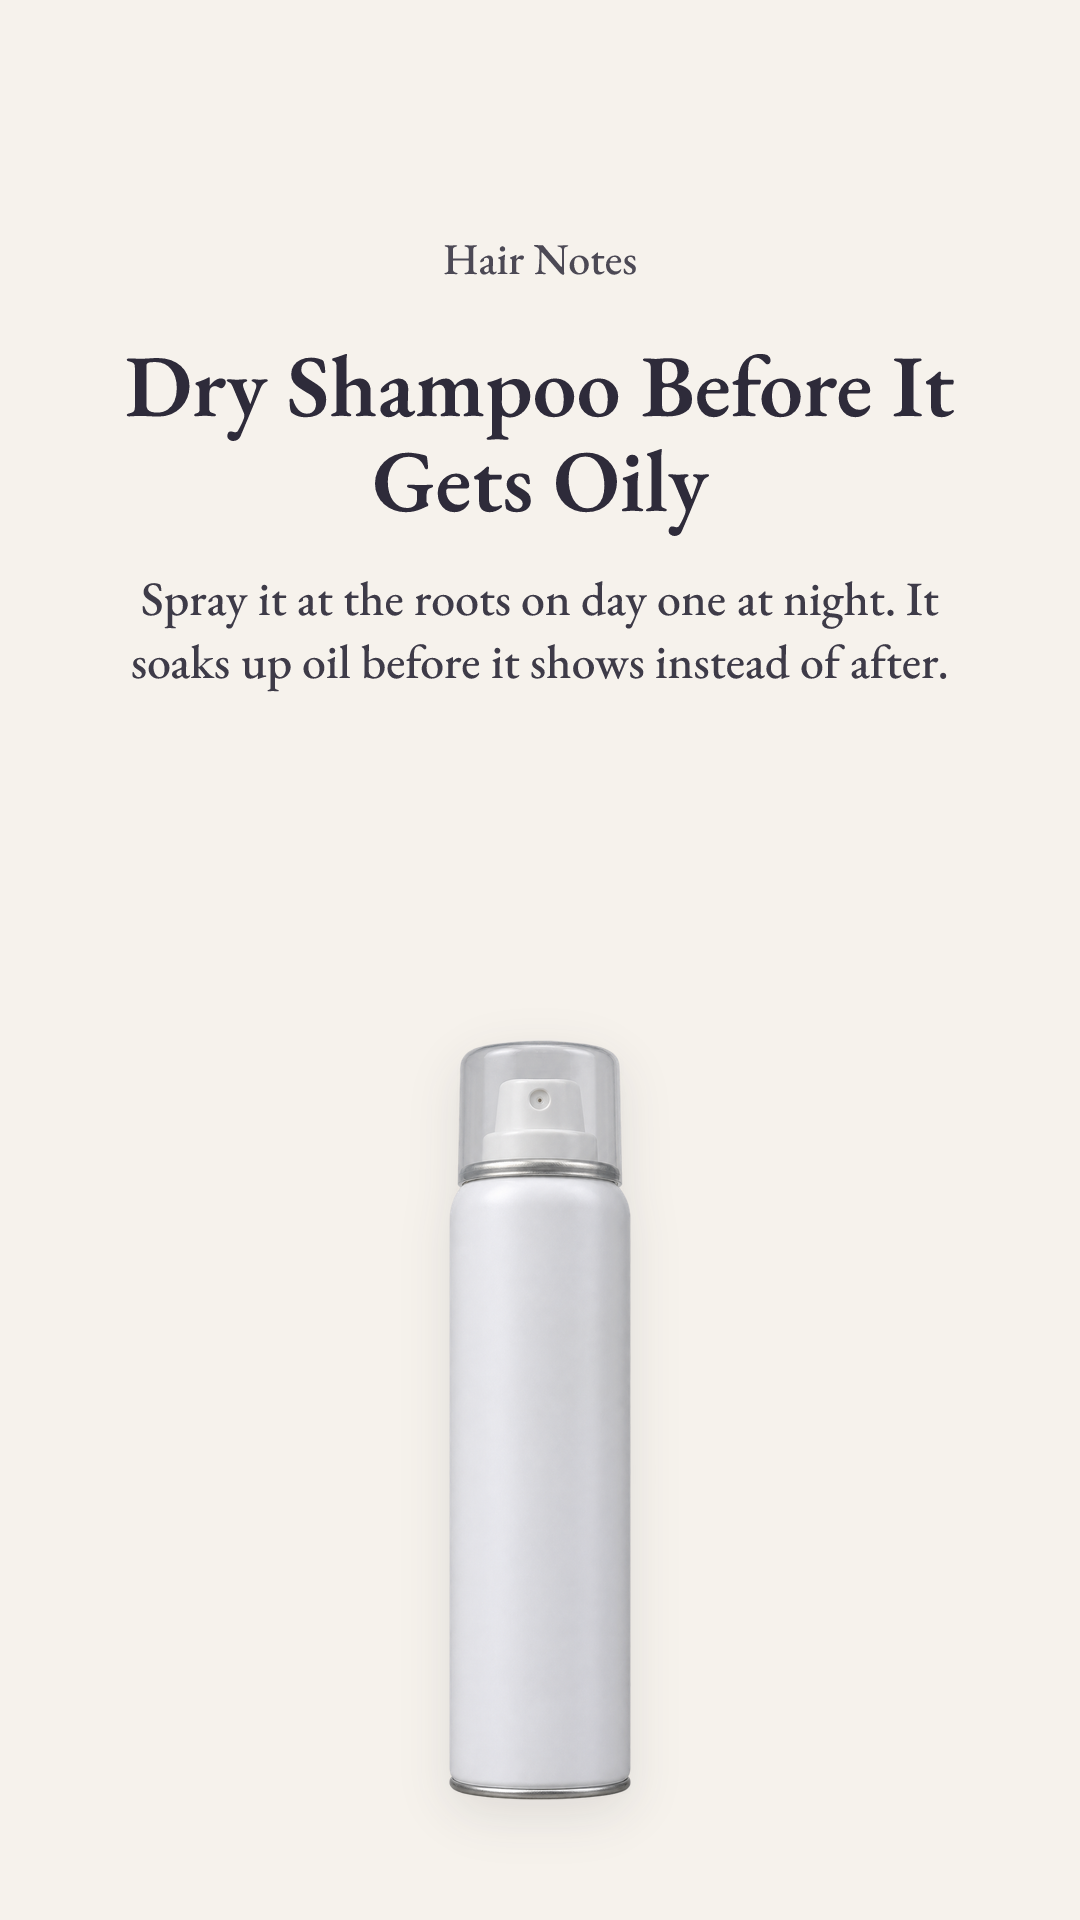 Hair Notes
Dry Shampoo Before It
Gets Oily
Spray it at the roots on day one at night. It
soaks up oil before it shows instead of after.